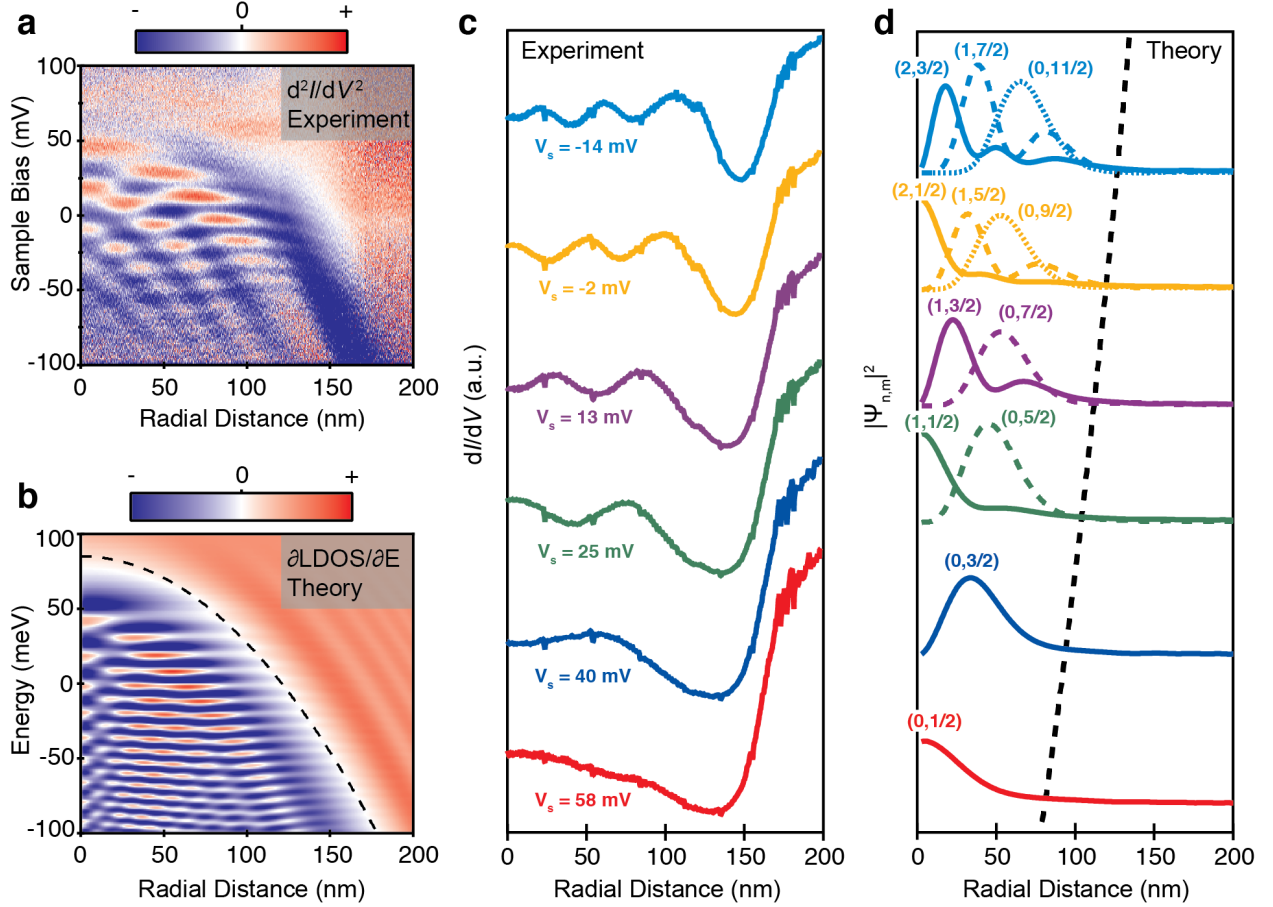 a
- 0 +
d²I/dV²
Experiment
Sample Bias (mV)
100
50
0
-50
-100
0 50 100 150 200
Radial Distance (nm)
b
- 0 +
∂LDOS/∂E
Theory
Energy (meV)
100
50
0
-50
-100
0 50 100 150 200
Radial Distance (nm)
c
Experiment
dI/dV (a.u.)
Vs = -14 mV
Vs = -2 mV
Vs = 13 mV
Vs = 25 mV
Vs = 40 mV
Vs = 58 mV
0 50 100 150 200
Radial Distance (nm)
d
Theory
|Ψn,m|²
(2,3/2) (1,7/2) (0,11/2)
(2,1/2) (1,5/2) (0,9/2)
(1,3/2) (0,7/2)
(1,1/2) (0,5/2)
(0,3/2)
(0,1/2)
0 50 100 150 200
Radial Distance (nm)